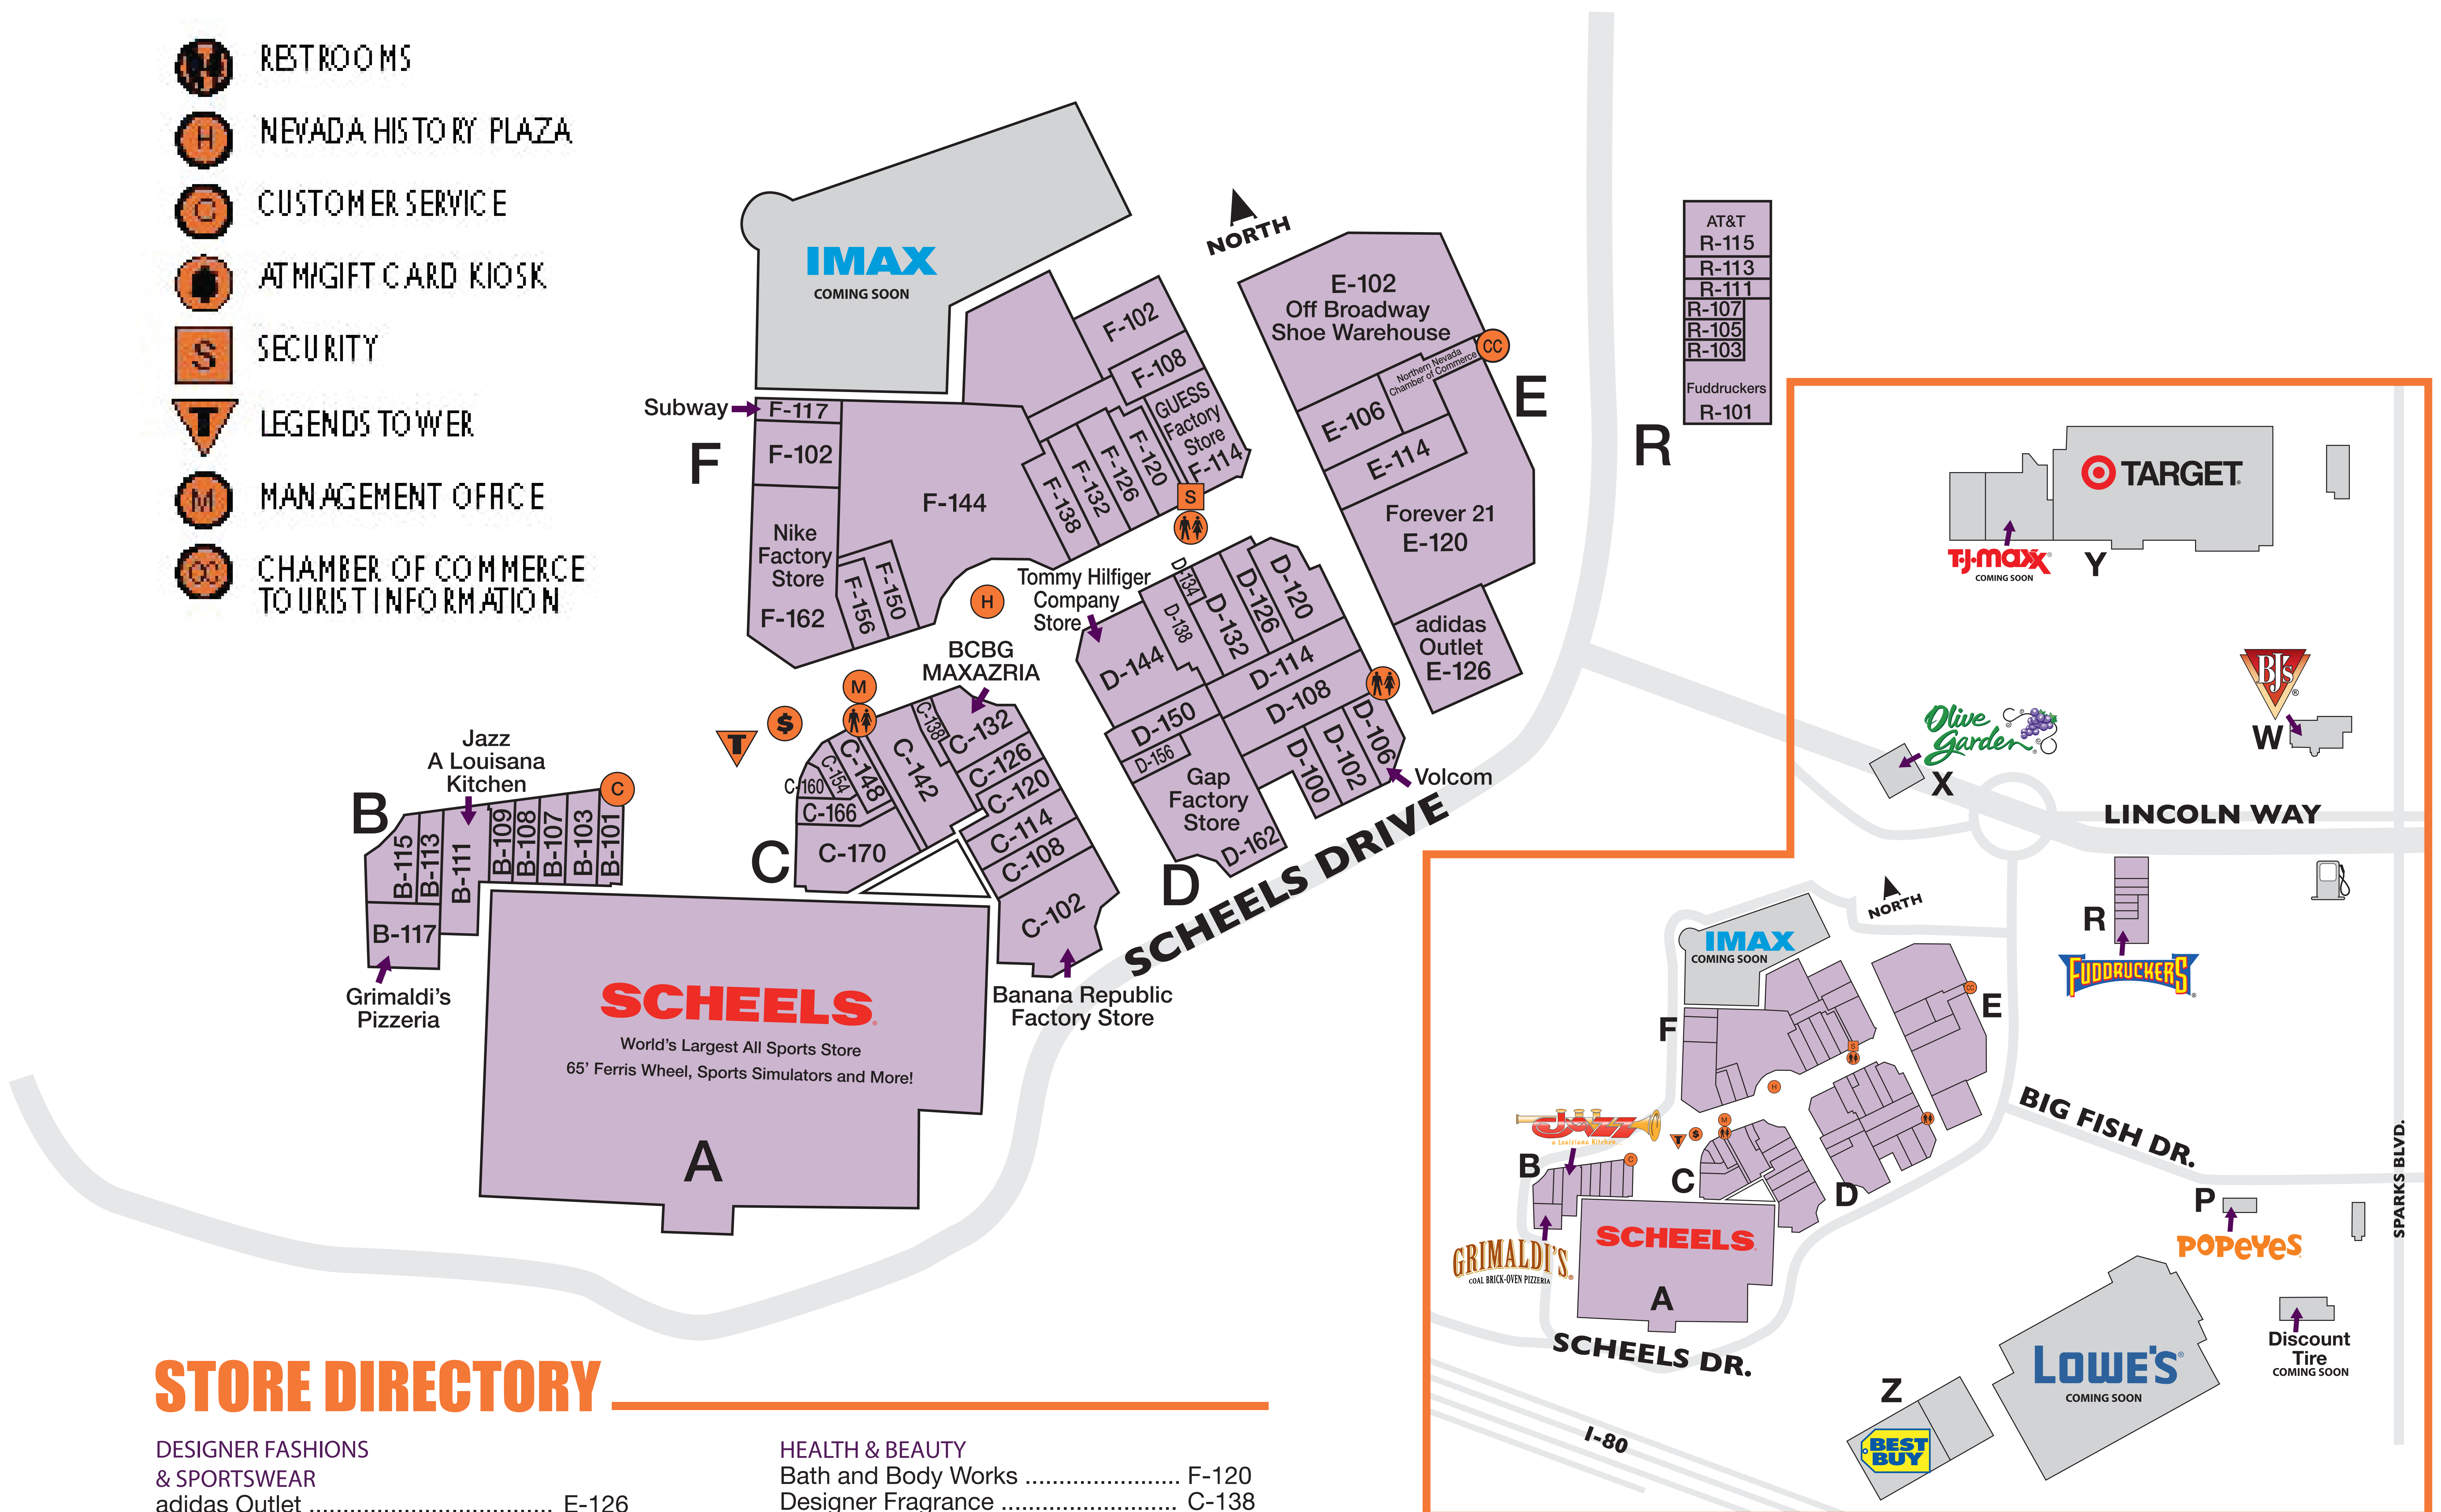 RESTROOMS
NEVADA HISTORY PLAZA
H
CUSTOMER SERVICE
C
ATM/GIFT CARD KIOSK
SECURITY
S
LEGENDS TOWER
T
MANAGEMENT OFFICE
M
CHAMBER OF COMMERCE
TOURIST INFORMATION
CC
IMAX
COMING SOON
NORTH
F-102
F-108
GUESS
Factory
Store
F-114
F-120
F-126
F-132
F-138
F-144
Subway
F-117
F-102
F
Nike
Factory
Store
F-162
F-156
F-150
S
H
E-102
Off Broadway
Shoe Warehouse
Northern Nevada
Chamber of Commerce
CC
E
E-106
E-114
Forever 21
E-120
adidas
Outlet
E-126
AT&T
R-115
R-113
R-111
R-107
R-105
R-103
Fuddruckers
R-101
R
Tommy Hilfiger
Company
Store
D-134
D-138
D-132
D-126
D-120
D-144
D-114
D-108
D-150
D-156
D-106
D-102
D-100
Volcom
Gap
Factory
Store
D-162
D
SCHEELS DRIVE
BCBG
MAXAZRIA
M
$
T
C-138
C-132
C-126
C-120
C-114
C-108
C-102
C-142
C-148
C-154
C-160
C-166
C-170
C
Banana Republic
Factory Store
Jazz
A Louisana
Kitchen
C
B
B-115
B-113
B-111
B-109
B-108
B-107
B-103
B-101
B-117
Grimaldi's
Pizzeria
SCHEELS
World's Largest All Sports Store
65' Ferris Wheel, Sports Simulators and More!
A
TARGET
T·J·maxx
COMING SOON
Y
BJ's
W
Olive
Garden
X
LINCOLN WAY
R
FUDDRUCKERS
NORTH
IMAX
COMING SOON
F
E
CC
S
H
M
$
T
C
Jazz
a Louisiana Kitchen
B
C
D
GRIMALDI'S
COAL BRICK-OVEN PIZZERIA
SCHEELS
A
SCHEELS DR.
BIG FISH DR.
SPARKS BLVD.
P
POPEYES
Discount
Tire
COMING SOON
LOWE'S
COMING SOON
Z
BEST
BUY
I-80
STORE DIRECTORY
DESIGNER FASHIONS
& SPORTSWEAR
adidas Outlet .................................... E-126
HEALTH & BEAUTY
Bath and Body Works ....................... F-120
Designer Fragrance .......................... C-138